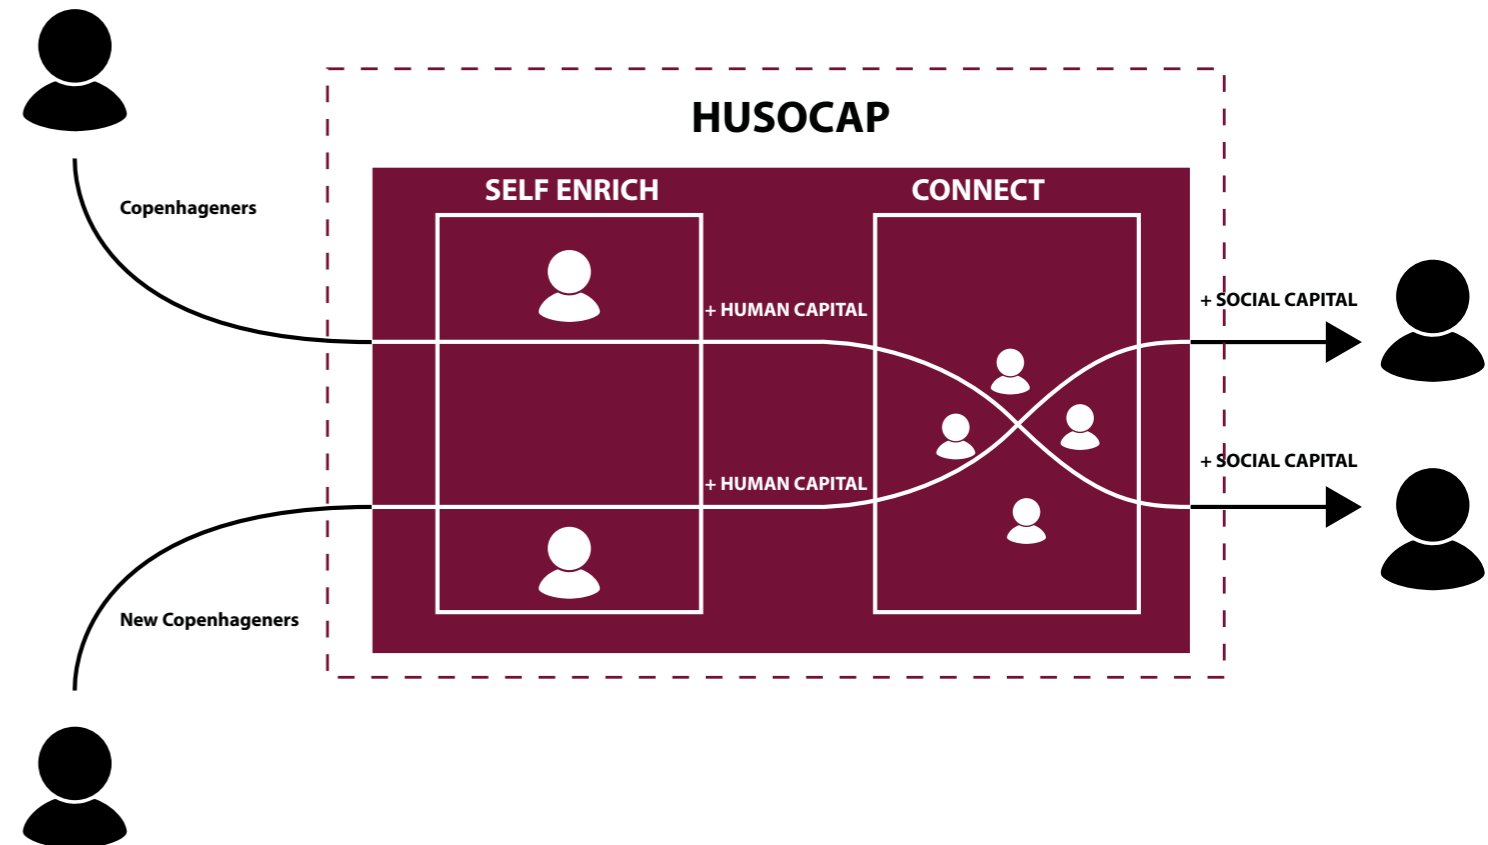 HUSOCAP
SELF ENRICH
CONNECT
Copenhageners
+ HUMAN CAPITAL
+ SOCIAL CAPITAL
+ HUMAN CAPITAL
+ SOCIAL CAPITAL
New Copenhageners